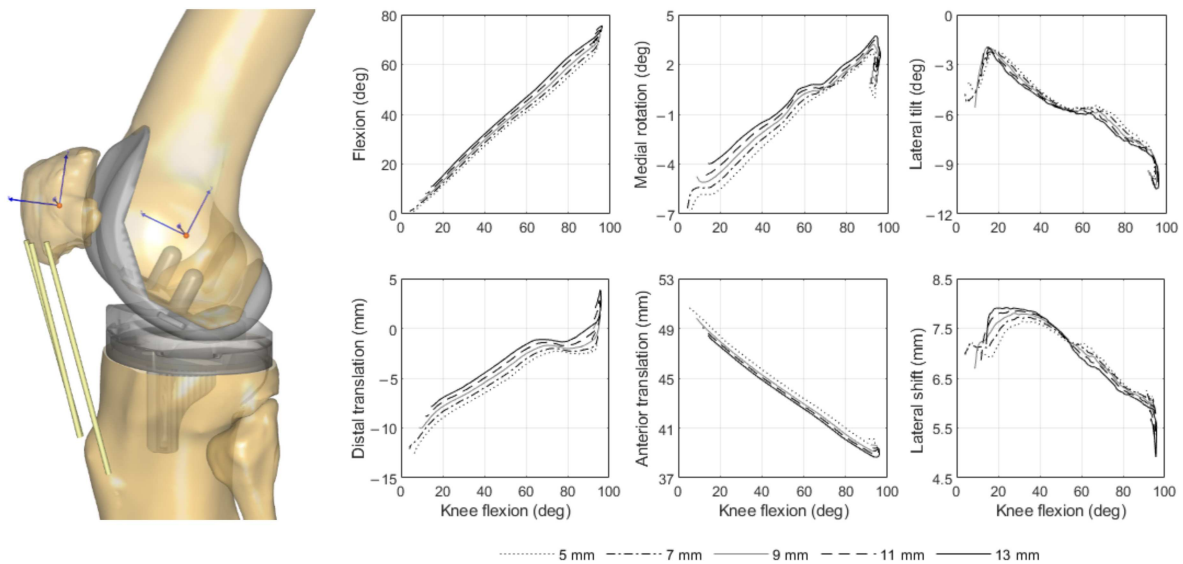 80
60
40
20
0
Flexion (deg)
0 20 40 60 80 100
5
2
−1
−4
−7
Medial rotation (deg)
0 20 40 60 80 100
0
−3
−6
−9
−12
Lateral tilt (deg)
0 20 40 60 80 100
5
0
−5
−10
−15
Distal translation (mm)
0 20 40 60 80 100
Knee flexion (deg)
53
49
45
41
37
Anterior translation (mm)
0 20 40 60 80 100
Knee flexion (deg)
8.5
7.5
6.5
5.5
4.5
Lateral shift (mm)
0 20 40 60 80 100
Knee flexion (deg)
5 mm 7 mm 9 mm 11 mm 13 mm